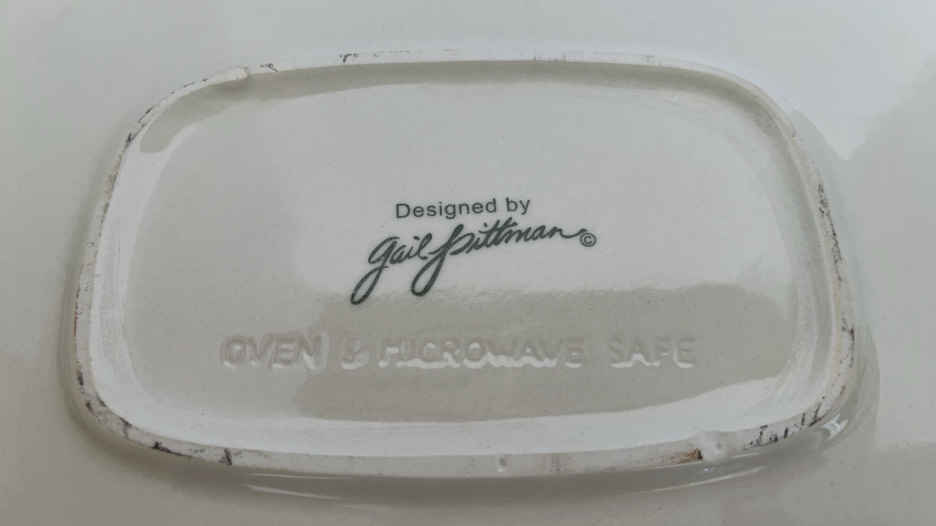 Designed by
Gail Pittman ©
OVEN & MICROWAVE SAFE